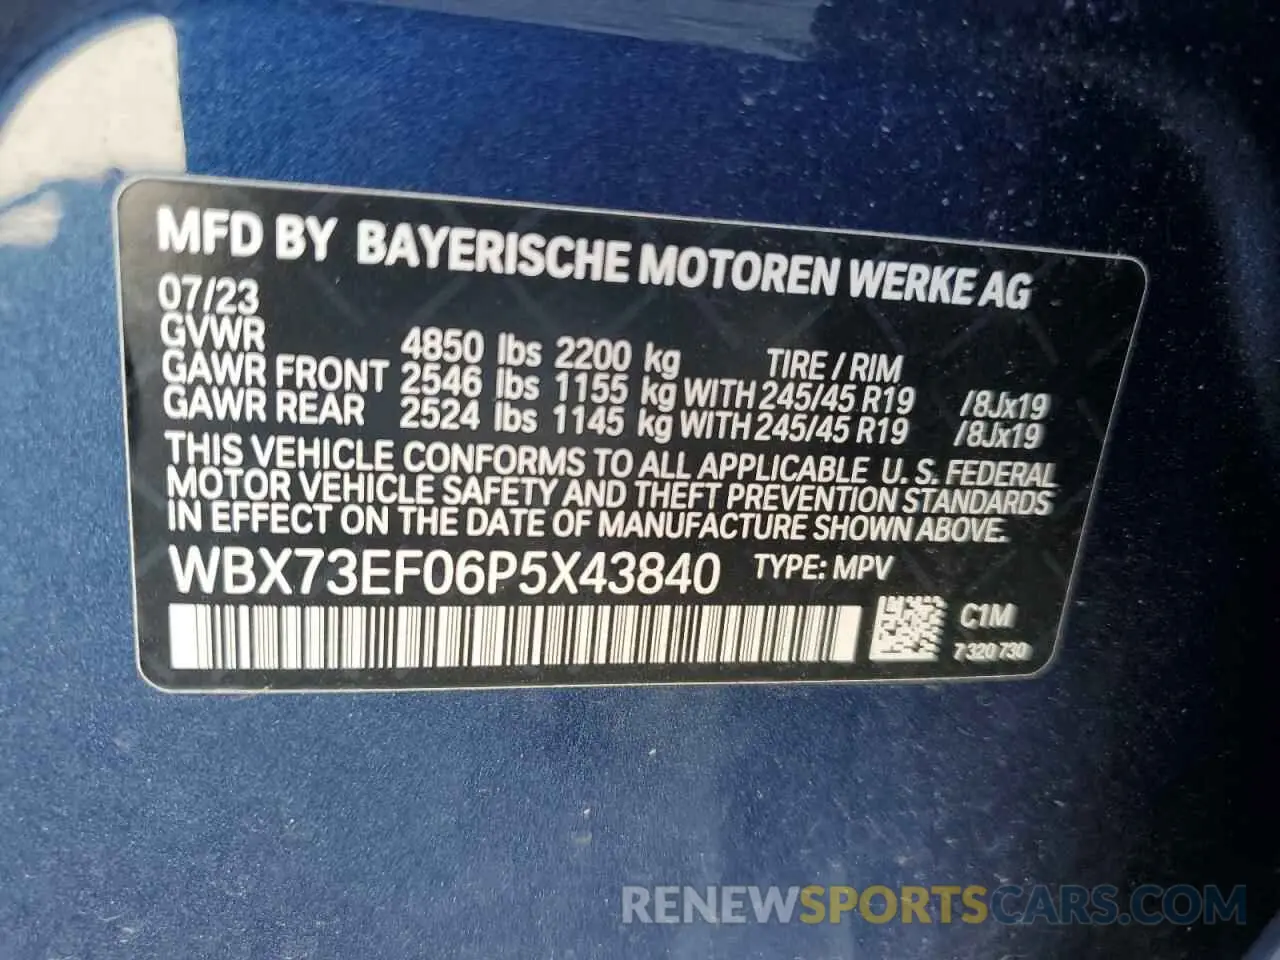 MFD BY BAYERISCHE MOTOREN WERKE AG
07/23
GVWR 4850 lbs 2200 kg TIRE / RIM
GAWR FRONT 2546 lbs 1155 kg WITH 245/45 R19 /8Jx19
GAWR REAR 2524 lbs 1145 kg WITH 245/45 R19 /8Jx19
THIS VEHICLE CONFORMS TO ALL APPLICABLE U. S. FEDERAL
MOTOR VEHICLE SAFETY AND THEFT PREVENTION STANDARDS
IN EFFECT ON THE DATE OF MANUFACTURE SHOWN ABOVE.
WBX73EF06P5X43840 TYPE: MPV
C1M
7 320 730
RENEWSPORTSCARS.COM